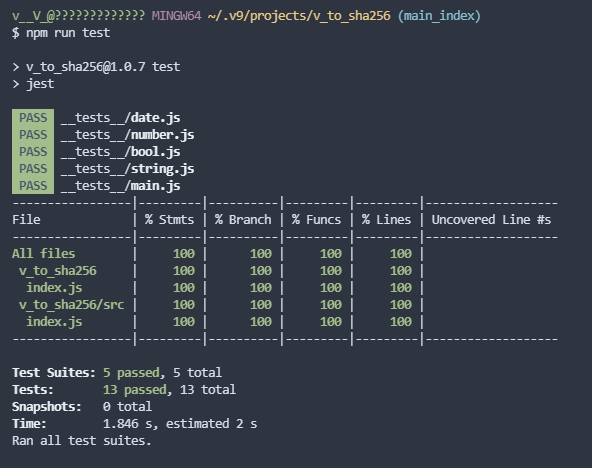 v__V_@????????????? MINGW64 ~/.v9/projects/v_to_sha256 (main_index)
$ npm run test
> v_to_sha256@1.0.7 test
> jest
PASS __tests__/date.js
PASS __tests__/number.js
PASS __tests__/bool.js
PASS __tests__/string.js
PASS __tests__/main.js
-----------------|---------|----------|---------|---------|-------------------
File             | % Stmts | % Branch | % Funcs | % Lines | Uncovered Line #s
-----------------|---------|----------|---------|---------|-------------------
All files        |     100 |      100 |     100 |     100 |
 v_to_sha256     |     100 |      100 |     100 |     100 |
  index.js       |     100 |      100 |     100 |     100 |
 v_to_sha256/src |     100 |      100 |     100 |     100 |
  index.js       |     100 |      100 |     100 |     100 |
-----------------|---------|----------|---------|---------|-------------------
Test Suites: 5 passed, 5 total
Tests:       13 passed, 13 total
Snapshots:   0 total
Time:        1.846 s, estimated 2 s
Ran all test suites.